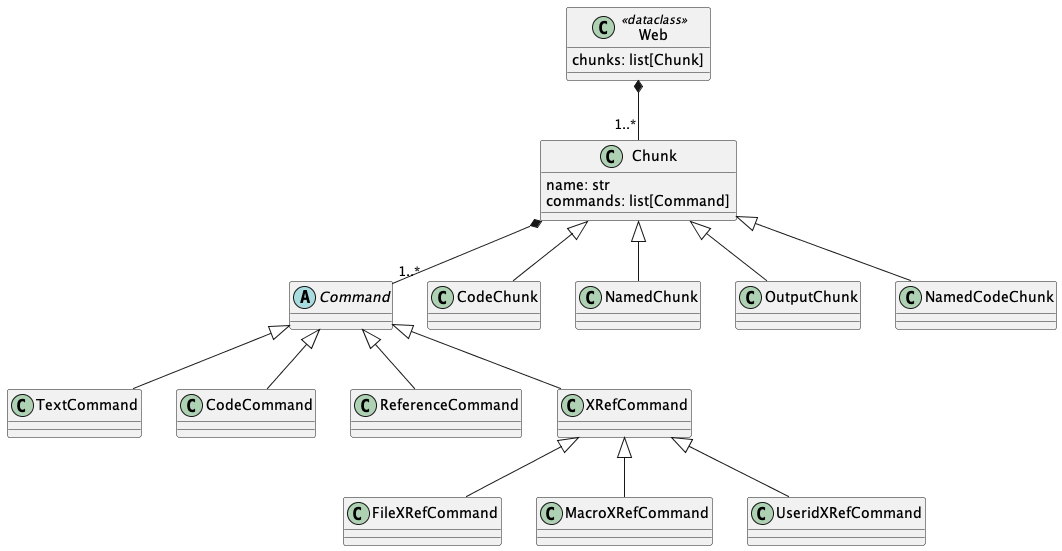 C
«dataclass»
Web
chunks: list[Chunk]
1..*
C Chunk
name: str
commands: list[Command]
1..*
A Command
C CodeChunk
C NamedChunk
C OutputChunk
C NamedCodeChunk
C TextCommand
C CodeCommand
C ReferenceCommand
C XRefCommand
C FileXRefCommand
C MacroXRefCommand
C UseridXRefCommand